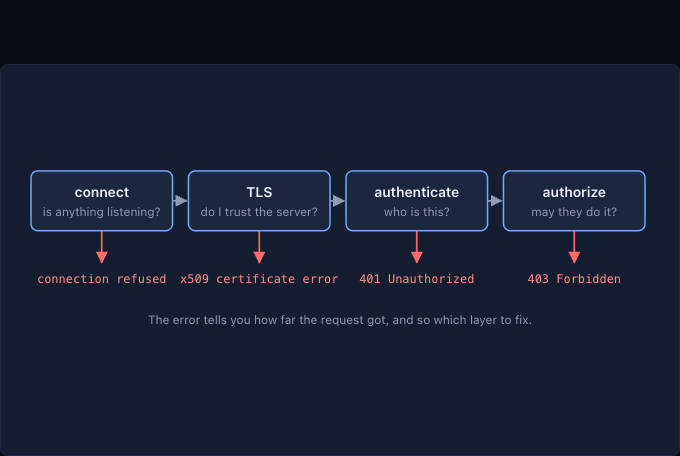 connect
is anything listening?
TLS
do I trust the server?
authenticate
who is this?
authorize
may they do it?
connection refused
x509 certificate error
401 Unauthorized
403 Forbidden
The error tells you how far the request got, and so which layer to fix.